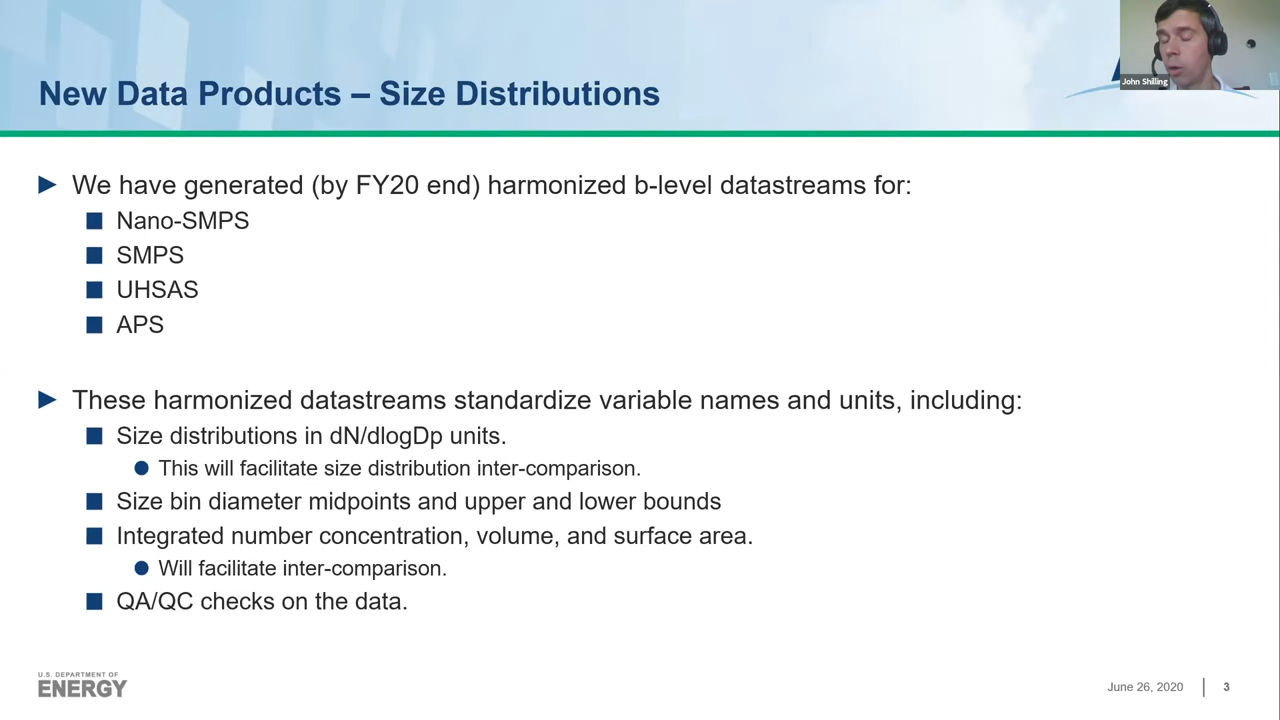 John Shilling
New Data Products – Size Distributions
We have generated (by FY20 end) harmonized b-level datastreams for:
Nano-SMPS
SMPS
UHSAS
APS
These harmonized datastreams standardize variable names and units, including:
Size distributions in dN/dlogDp units.
This will facilitate size distribution inter-comparison.
Size bin diameter midpoints and upper and lower bounds
Integrated number concentration, volume, and surface area.
Will facilitate inter-comparison.
QA/QC checks on the data.
U.S. DEPARTMENT OF
ENERGY
June 26, 2020
3